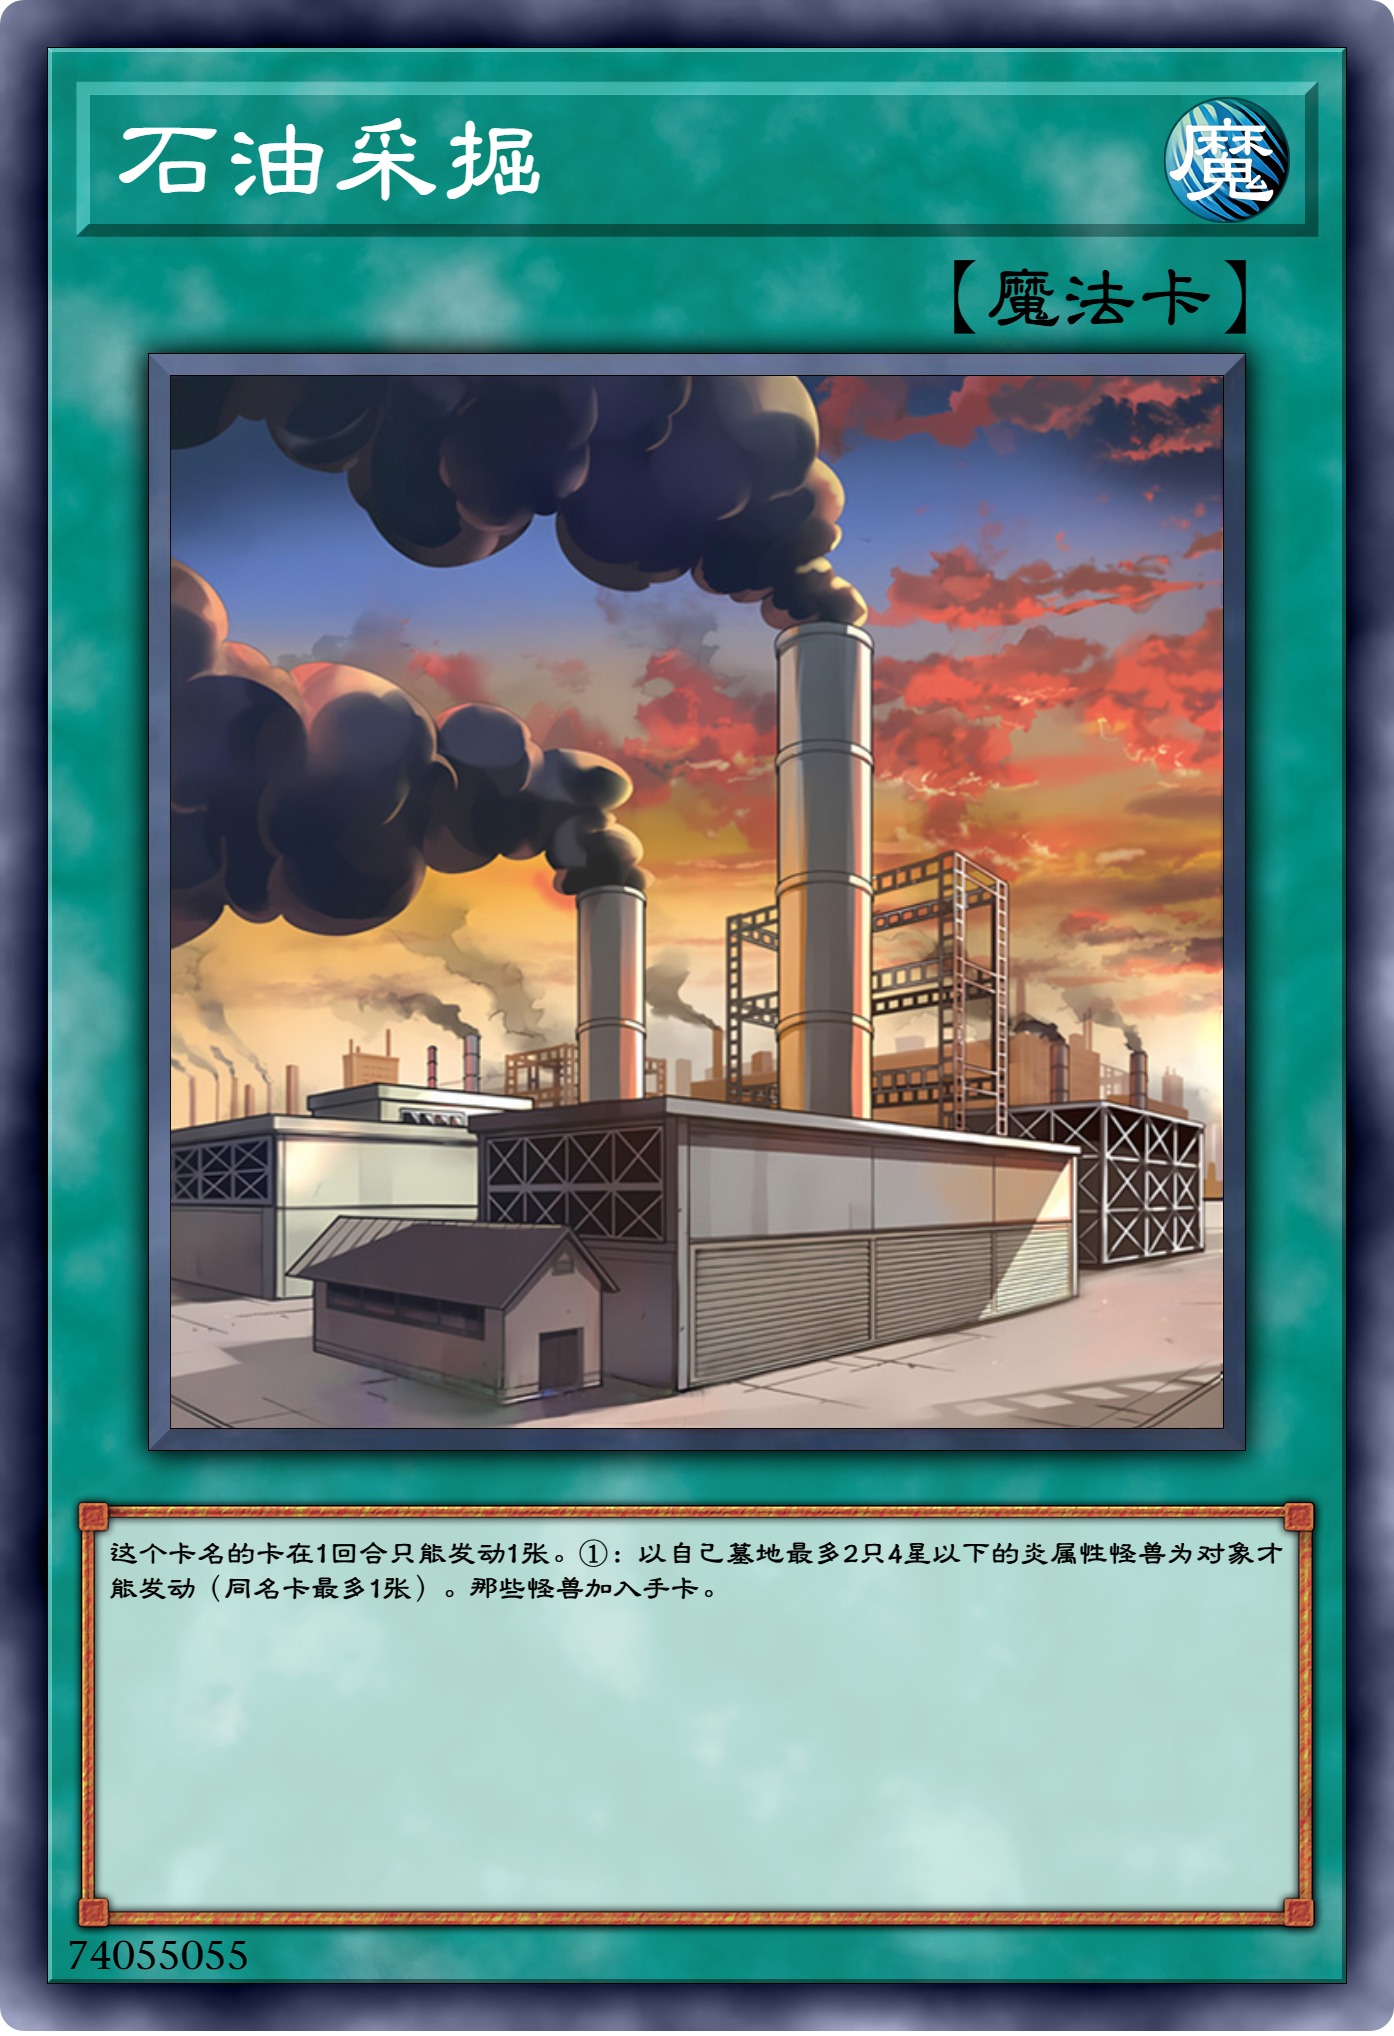 石油采掘
魔
【魔法卡】
这个卡名的卡在1回合只能发动1张。①：以自己墓地最多2只4星以下的炎属性怪兽为对象才
能发动（同名卡最多1张）。那些怪兽加入手卡。
74055055